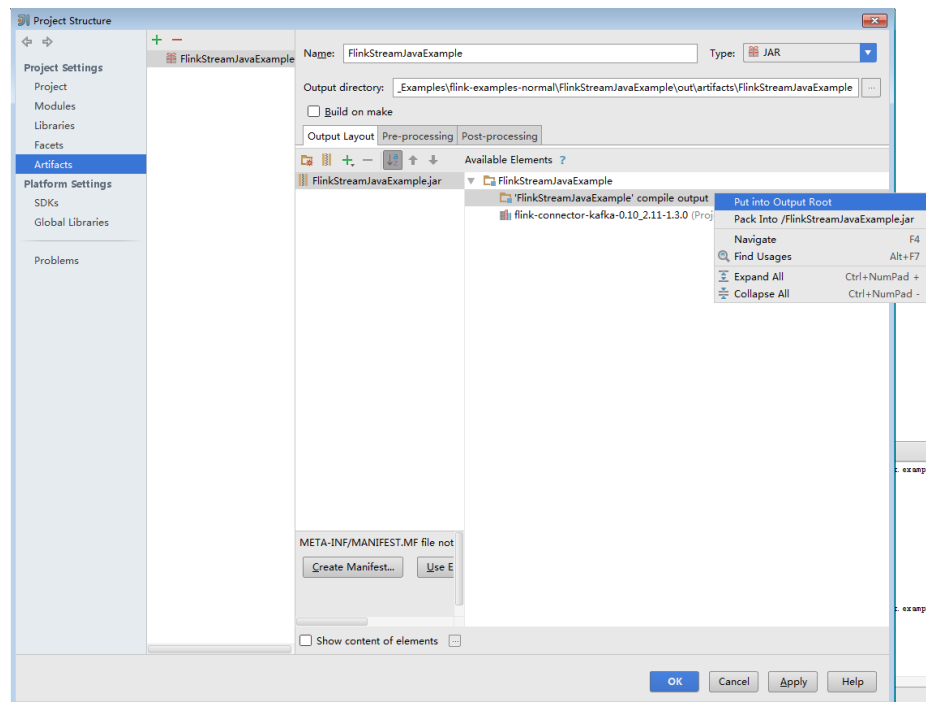 Project Structure
Project Settings
Project
Modules
Libraries
Facets
Artifacts
Platform Settings
SDKs
Global Libraries
Problems
FlinkStreamJavaExample
Name: FlinkStreamJavaExample Type: JAR
Output directory: _Examples\flink-examples-normal\FlinkStreamJavaExample\out\artifacts\FlinkStreamJavaExample ...
Build on make
Output Layout Pre-processing Post-processing
Available Elements ?
FlinkStreamJavaExample.jar
FlinkStreamJavaExample
'FlinkStreamJavaExample' compile output
flink-connector-kafka-0.10_2.11-1.3.0 (Proj
Put into Output Root
Pack Into /FlinkStreamJavaExample.jar
Navigate F4
Find Usages Alt+F7
Expand All Ctrl+NumPad +
Collapse All Ctrl+NumPad -
META-INF/MANIFEST.MF file not
Create Manifest... Use E
Show content of elements ...
OK Cancel Apply Help
. examp
. examp